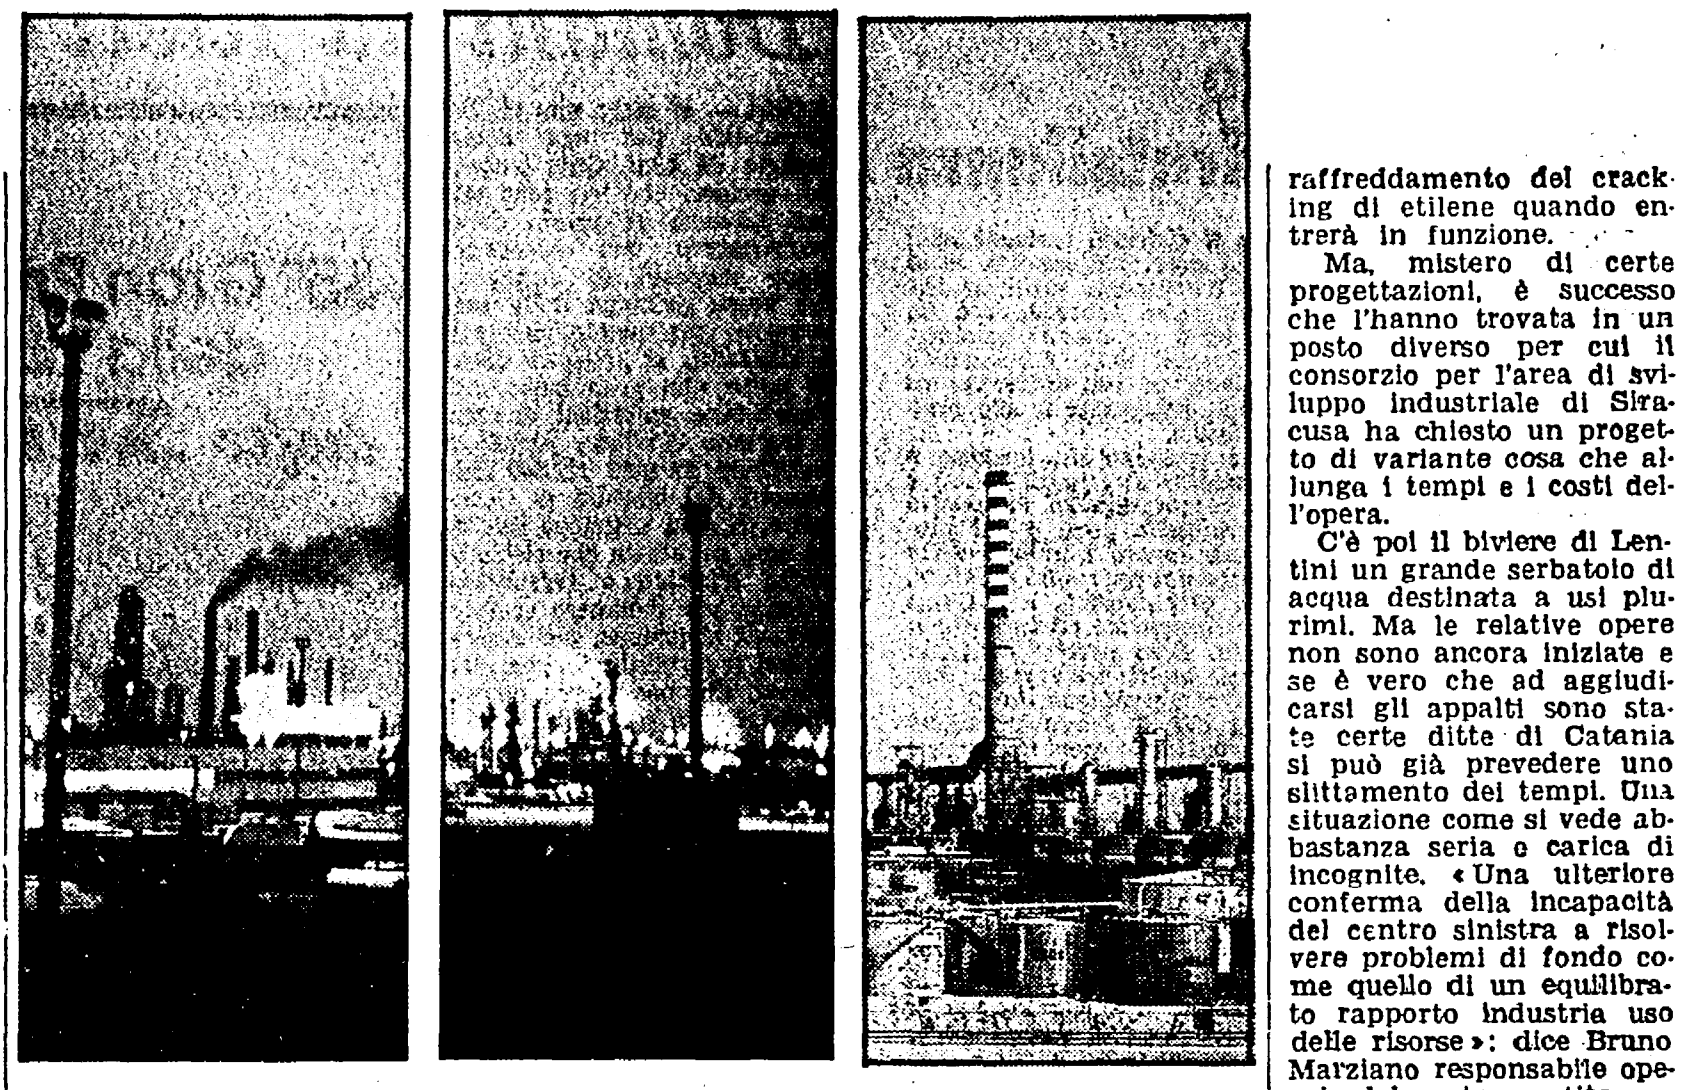 raffreddamento del crack-
ing di etilene quando en-
trerà in funzione.
Ma, mistero di certe
progettazioni, è successo
che l'hanno trovata in un
posto diverso per cui il
consorzio per l'area di svi-
luppo industriale di Sira-
cusa ha chiesto un proget-
to di variante cosa che al-
lunga i tempi e i costi del-
l'opera.
C'è poi il biviere di Len-
tini un grande serbatoio di
acqua destinata a usi plu-
rimi. Ma le relative opere
non sono ancora iniziate e
se è vero che ad aggiudi-
carsi gli appalti sono sta-
te certe ditte di Catania
si può già prevedere uno
slittamento dei tempi. Una
situazione come si vede ab-
bastanza seria e carica di
incognite. «Una ulteriore
conferma della incapacità
del centro sinistra a risol-
vere problemi di fondo co-
me quello di un equilibra-
to rapporto industria uso
delle risorse»: dice Bruno
Marziano responsabile ope-